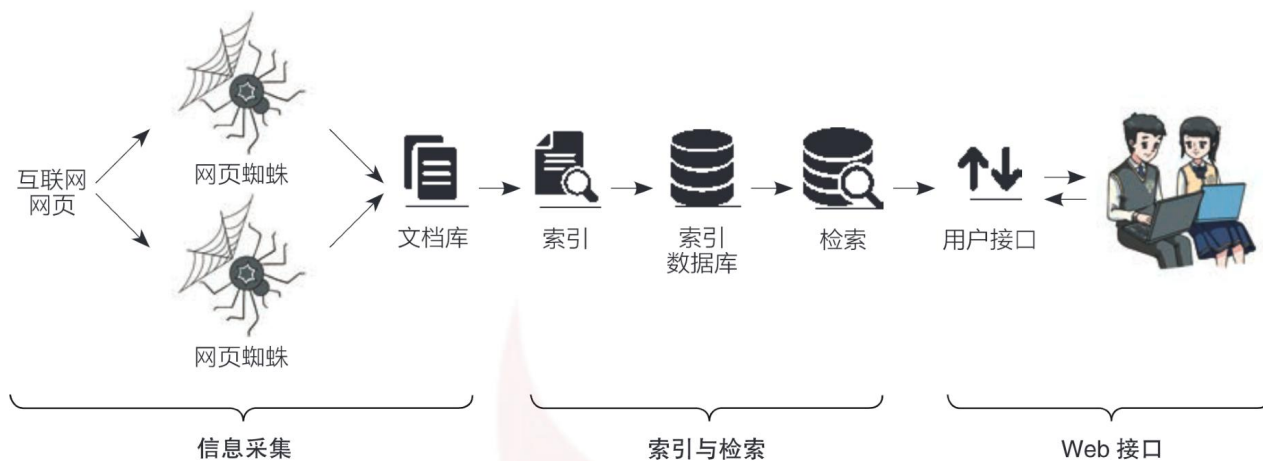 网页蜘蛛
互联网
网页
网页蜘蛛
文档库
索引
索引
数据库
检索
用户接口
信息采集
索引与检索
Web 接口